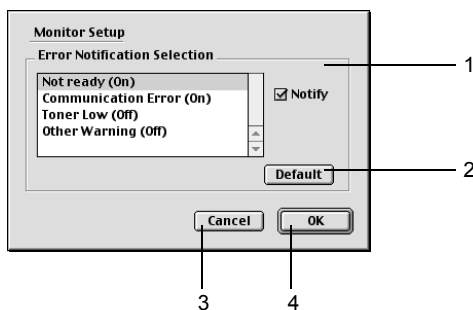 Monitor Setup
Error Notification Selection
1
Not ready (On)
Communication Error (On)
Toner Low (Off)
Other Warning (Off)
Notify
Default
2
Cancel
OK
3
4